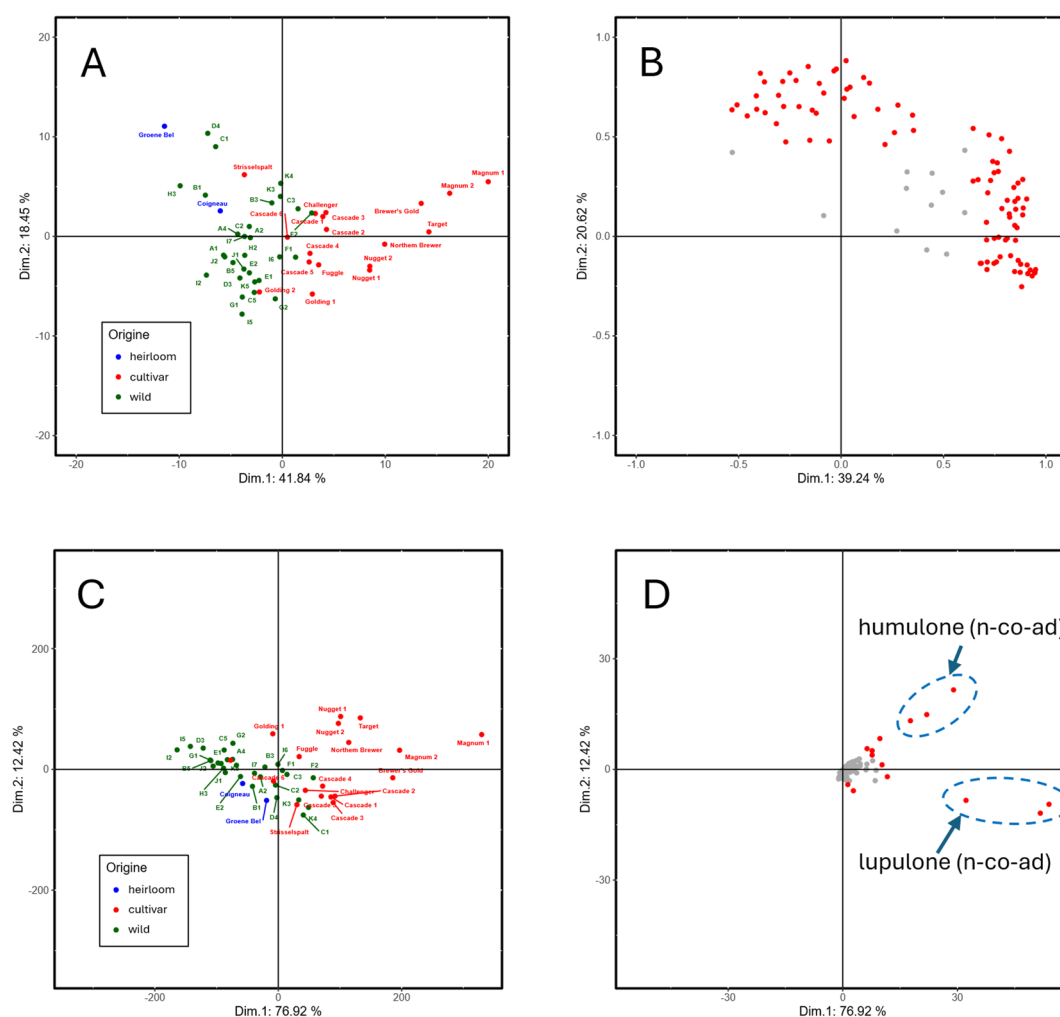 A
20
10
0
-10
-20
-20
-10
0
10
20
Dim.2: 18.45 %
Dim.1: 41.84 %
Groene Bel
D4
C1
Strisselspalt
H3
B1
Coigneau
K4
K3
B3
C3
Challenger
Cascade 6
Cascade 1
Cascade 3
Cascade 2
F2
Magnum 1
Magnum 2
Brewer's Gold
Target
Northern Brewer
A4
C2
A2
I7
H2
A1
J1
J2
E2
B5
I2
D3
K5
E1
C5
G1
I5
G2
I6
F1
Cascade 4
Cascade 5
Fuggle
Nugget 2
Nugget 1
Golding 2
Golding 1
Origine
heirloom
cultivar
wild
B
1.0
0.5
0.0
-0.5
-1.0
-1.0
-0.5
0.0
0.5
1.0
Dim.2: 20.62 %
Dim.1: 39.24 %
C
200
0
-200
-200
0
200
Dim.2: 12.42 %
Dim.1: 76.92 %
Nugget 1
Target
Nugget 2
Golding 1
Northern Brewer
Magnum 1
Magnum 2
Brewer's Gold
Fuggle
I5
D3
C5
G2
I2
G1
E1
A4
B3
I6
F1
F2
B5
J2
K5
I7
C3
J1
H3
E2
A2
C2
B1
D4
K3
K4
C1
Coigneau
Groene Bel
Cascade 4
Challenger
Cascade 2
Cascade 1
Cascade 3
Strisselspalt
Origine
heirloom
cultivar
wild
D
30
0
-30
-30
0
30
Dim.2: 12.42 %
Dim.1: 76.92 %
humulone (n-co-ad)
lupulone (n-co-ad)